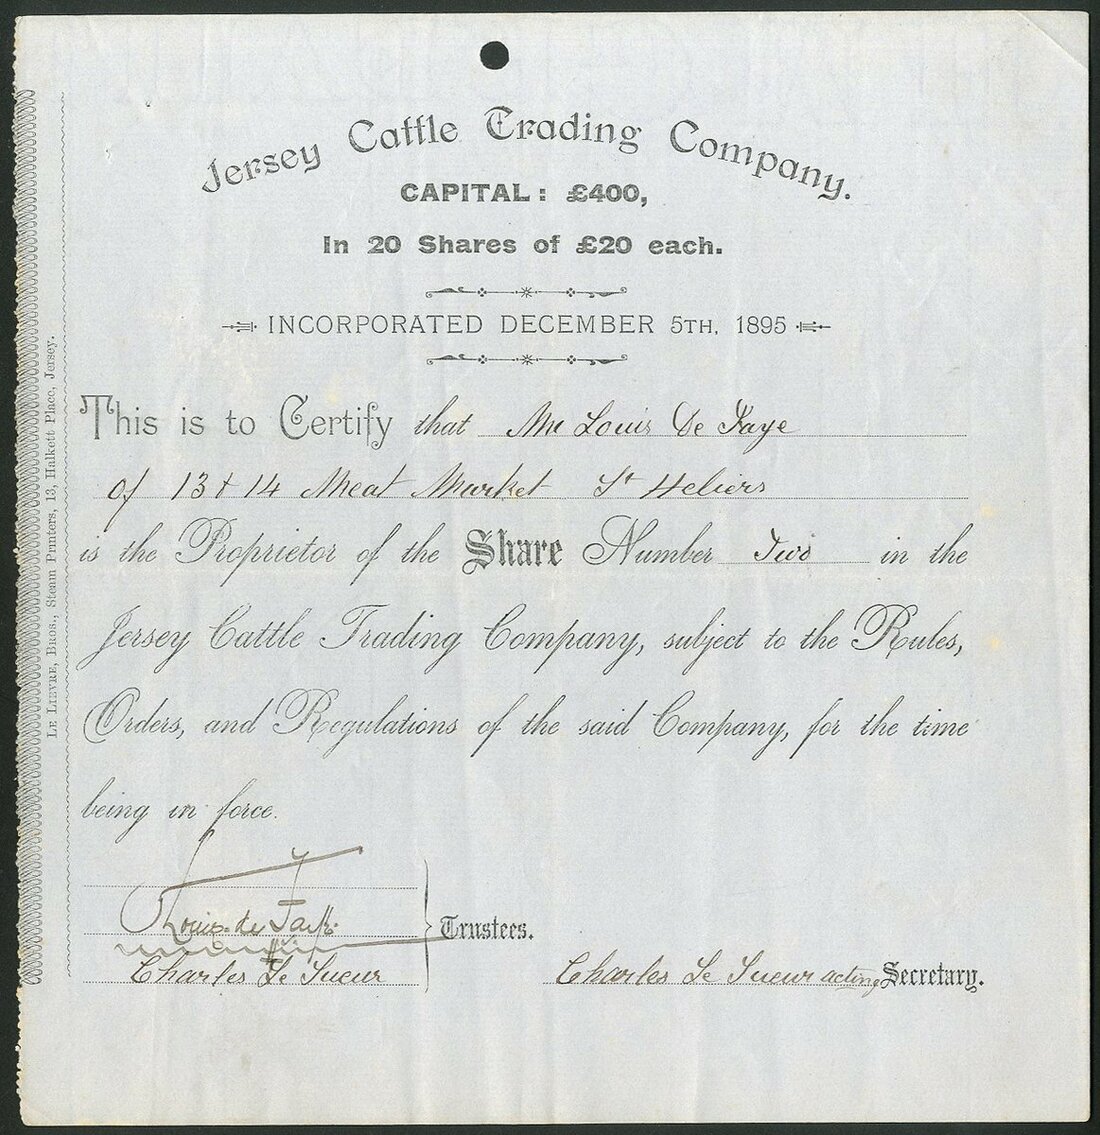 Jersey Cattle Trading Company.
CAPITAL: £400,
In 20 Shares of £20 each.
INCORPORATED DECEMBER 5TH, 1895
This is to Certify that Mr Louis De Faye
of 13 & 14 Meat Market St Heliers
is the Proprietor of the Share Number Two in the
Jersey Cattle Trading Company, subject to the Rules,
Orders, and Regulations of the said Company, for the time
being in force.
Louis de Faye
Trustees.
Charles Le Sueur
Charles Le Sueur acting Secretary.
LE LIEVRE, BROS., Steam Printers, 13, Halkett Place, Jersey.